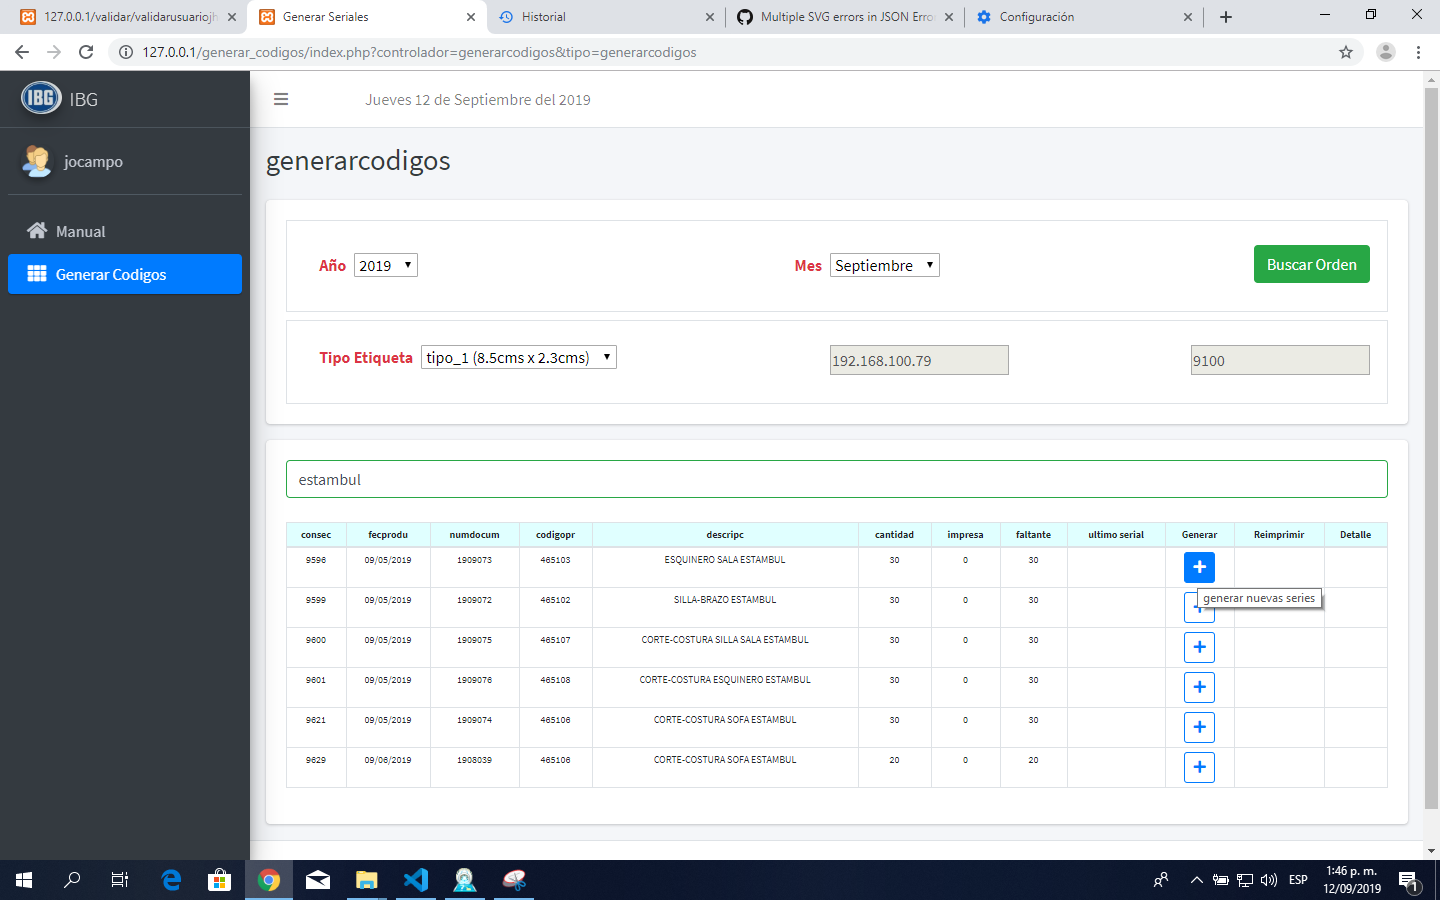 127.0.0.1/validar/validarusuariojh
Generar Seriales
Historial
Multiple SVG errors in JSON Erro
Configuración
127.0.0.1/generar_codigos/index.php?controlador=generarcodigos&tipo=generarcodigos
IBG IBG
Jueves 12 de Septiembre del 2019
jocampo
generarcodigos
Manual
Generar Codigos
Año 2019 Mes Septiembre Buscar Orden
Tipo Etiqueta tipo_1 (8.5cms x 2.3cms) 192.168.100.79 9100
estambul
consec fecprodu numdocum codigopr descripc cantidad impresa faltante ultimo serial Generar Reimprimir Detalle
9596 09/05/2019 1909073 465103 ESQUINERO SALA ESTAMBUL 30 0 30
generar nuevas series
9599 09/05/2019 1909072 465102 SILLA-BRAZO ESTAMBUL 30 0 30
9600 09/05/2019 1909075 465107 CORTE-COSTURA SILLA SALA ESTAMBUL 30 0 30
9601 09/05/2019 1909076 465108 CORTE-COSTURA ESQUINERO ESTAMBUL 30 0 30
9621 09/05/2019 1909074 465106 CORTE-COSTURA SOFA ESTAMBUL 30 0 30
9629 09/06/2019 1908039 465106 CORTE-COSTURA SOFA ESTAMBUL 20 0 20
ESP
1:46 p. m.
12/09/2019
1